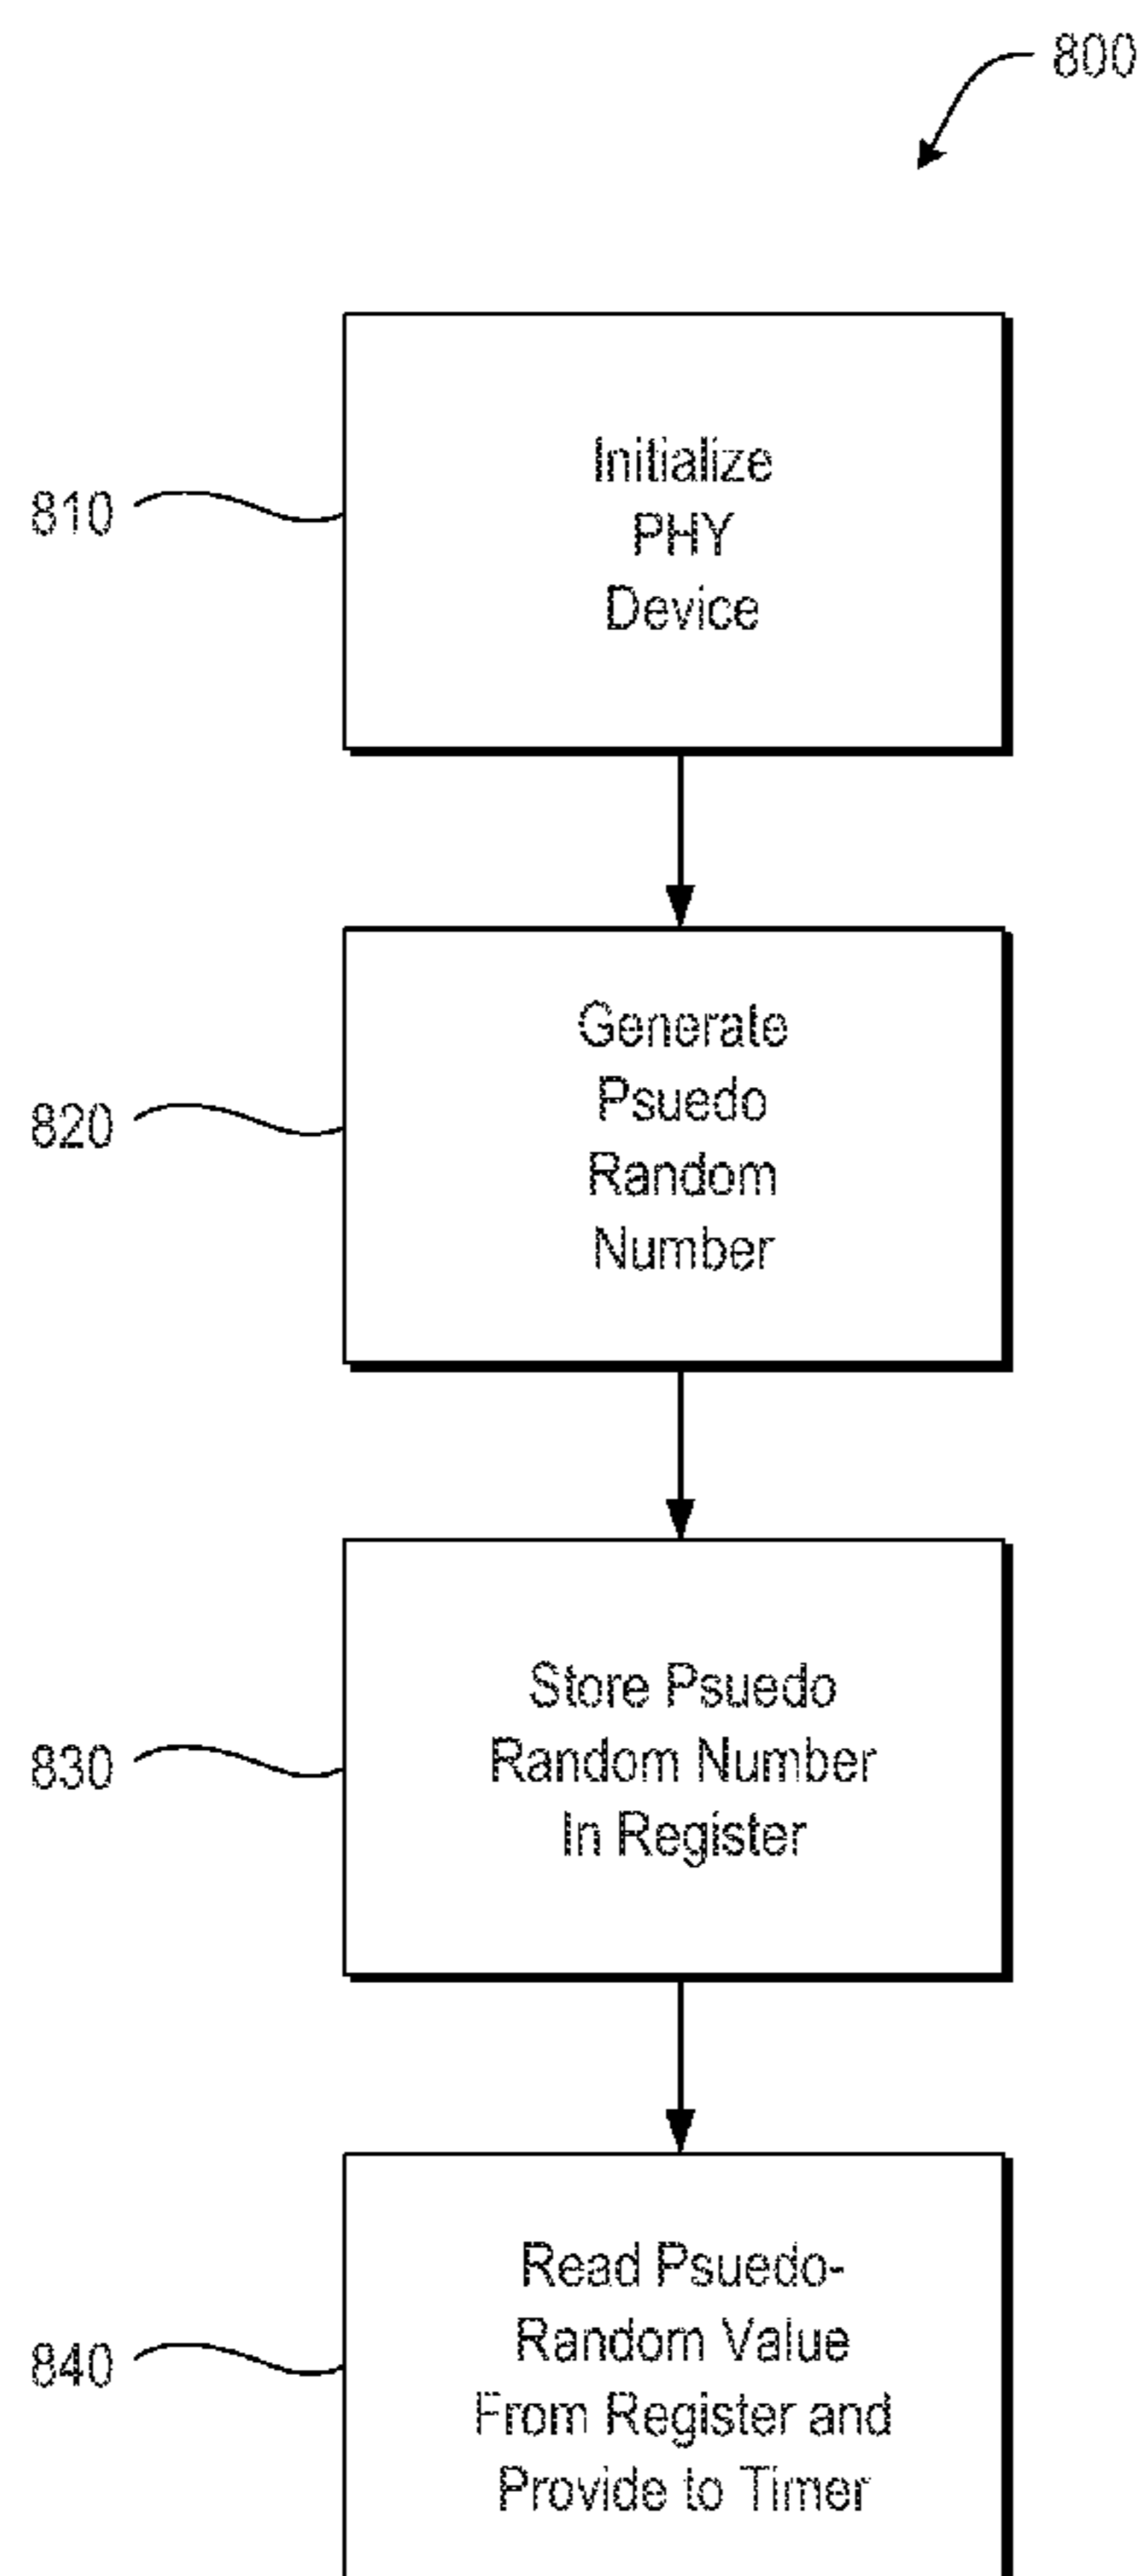 800
810
Initialize
PHY
Device
820
Generate
Psuedo
Random
Number
830
Store Psuedo
Random Number
In Register
840
Read Psuedo-
Random Value
From Register and
Provide to Timer